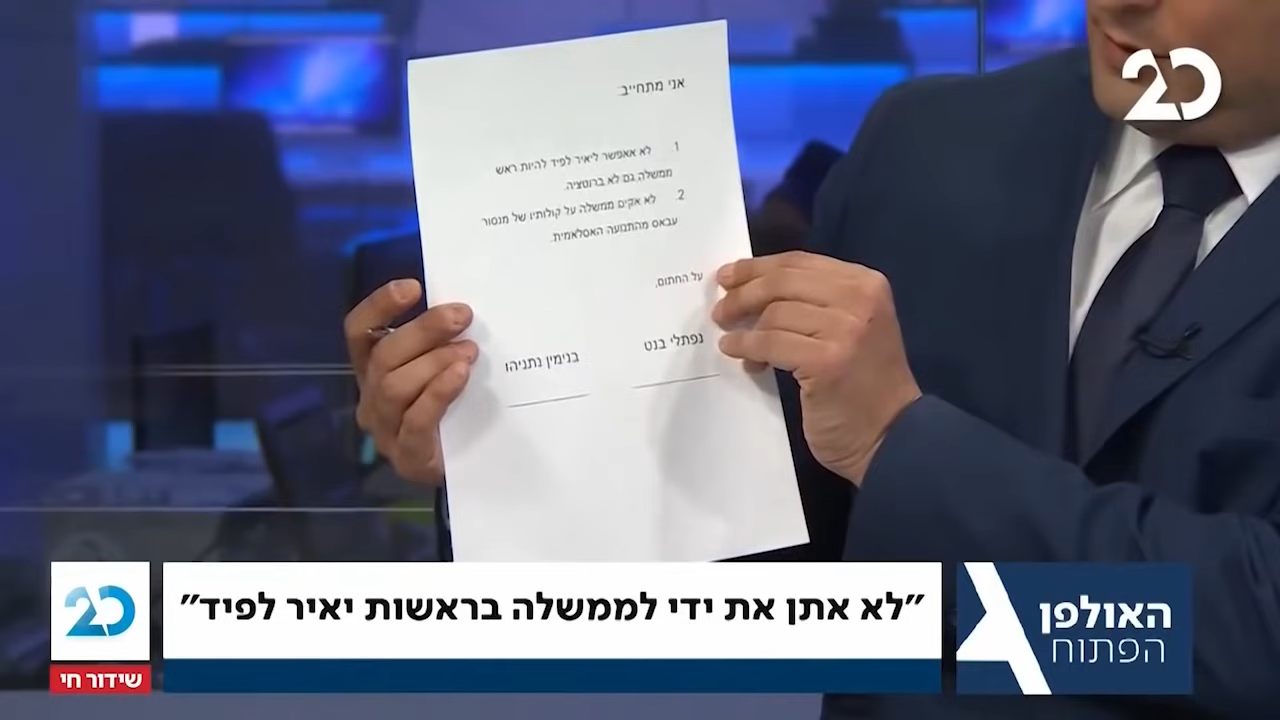 20
אני מתחייב:
1. לא אאפשר ליאיר לפיד להיות ראש
ממשלה גם לא ברוטציה.
2. לא אקים ממשלה על קולותיו של מנסור
עבאס מהתנועה האסלאמית.
על החתום,
נפתלי בנט
בנימין נתניהו
האולפן
הפתוח
"לא אתן את ידי לממשלה בראשות יאיר לפיד"
20
שידור חי